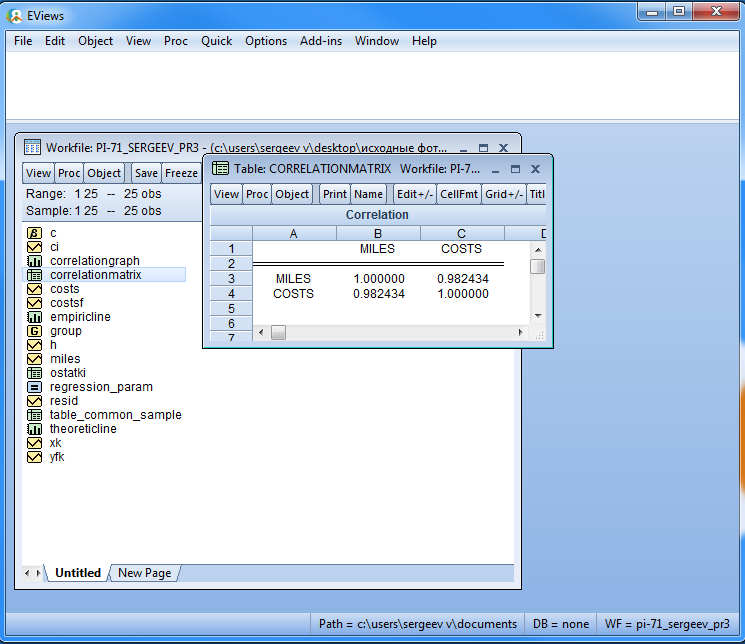 EViews
File Edit Object View Proc Quick Options Add-ins Window Help
Workfile: PI-71_SERGEEV_PR3 - (c:\users\sergeev v\desktop\исходные фот...
View Proc Object Save Freeze
Range: 1 25 -- 25 obs
Sample: 1 25 -- 25 obs
c
ci
correlationgraph
correlationmatrix
costs
costsf
empiricline
group
h
miles
ostatki
regression_param
resid
table_common_sample
theoreticline
xk
yfk
Untitled New Page
Table: CORRELATIONMATRIX Workfile: PI-7...
View Proc Object Print Name Edit+/- CellFmt Grid+/- Titl
Correlation
A B C D
1 MILES COSTS
2
3 MILES 1.000000 0.982434
4 COSTS 0.982434 1.000000
5
6
7
Path = c:\users\sergeev v\documents DB = none WF = pi-71_sergeev_pr3